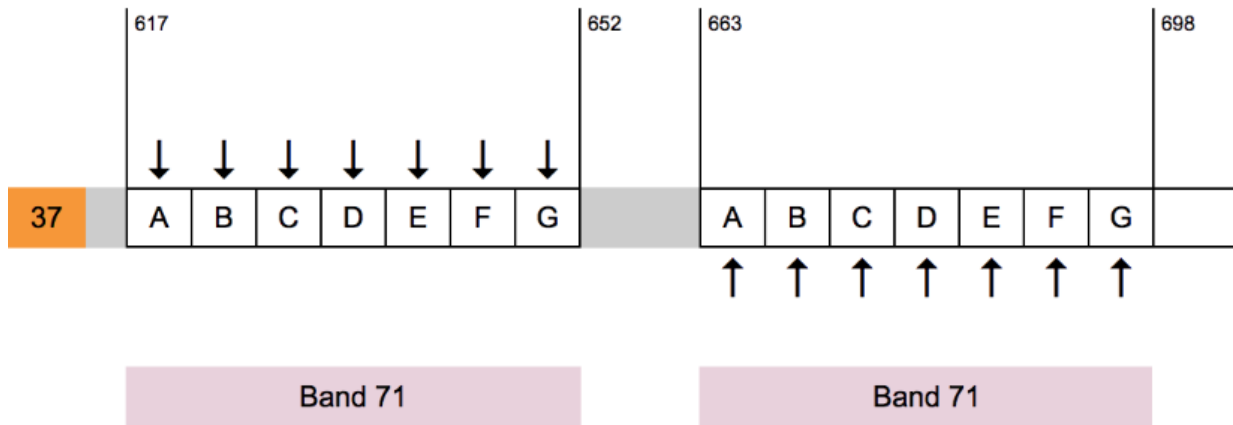 617 652 663 698
↓ ↓ ↓ ↓ ↓ ↓ ↓
37 A B C D E F G A B C D E F G
↑ ↑ ↑ ↑ ↑ ↑ ↑
Band 71 Band 71